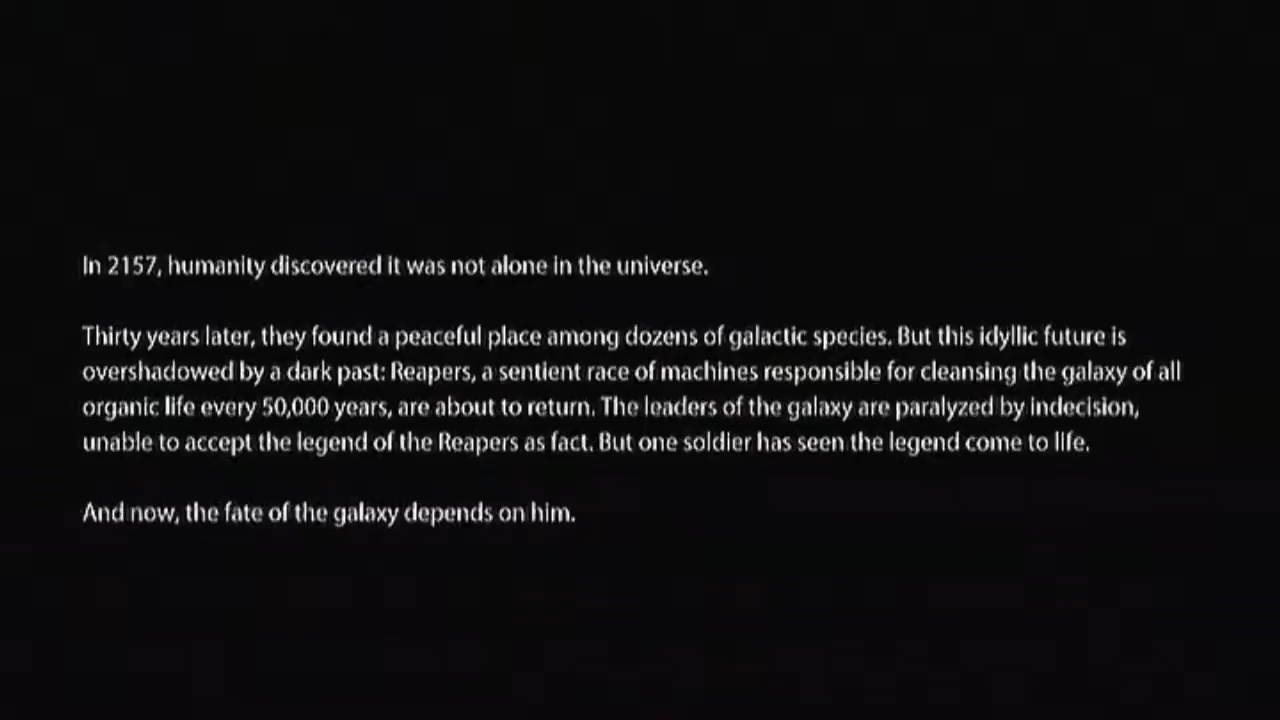 In 2157, humanity discovered it was not alone in the universe.
Thirty years later, they found a peaceful place among dozens of galactic species. But this idyllic future is
overshadowed by a dark past: Reapers, a sentient race of machines responsible for cleansing the galaxy of all
organic life every 50,000 years, are about to return. The leaders of the galaxy are paralyzed by indecision,
unable to accept the legend of the Reapers as fact. But one soldier has seen the legend come to life.
And now, the fate of the galaxy depends on him.